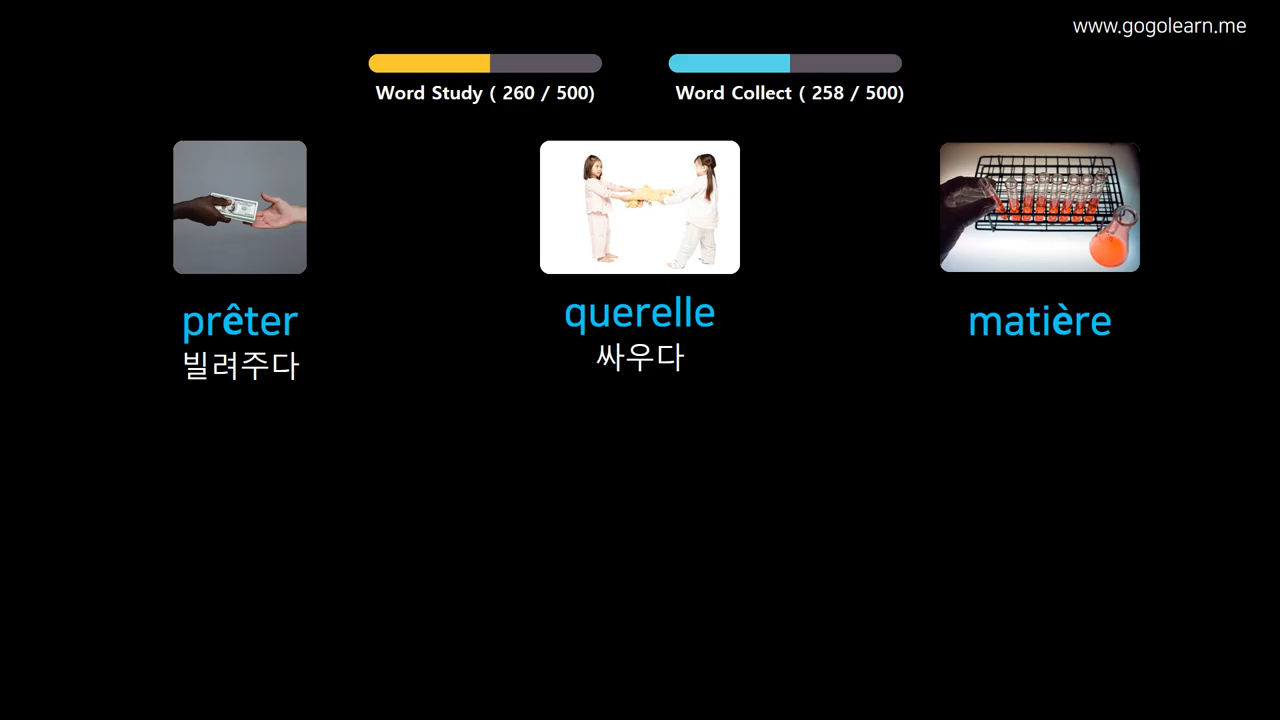 www.gogolearn.me
Word Study ( 260 / 500)
Word Collect ( 258 / 500)
prêter
빌려주다
querelle
싸우다
matière